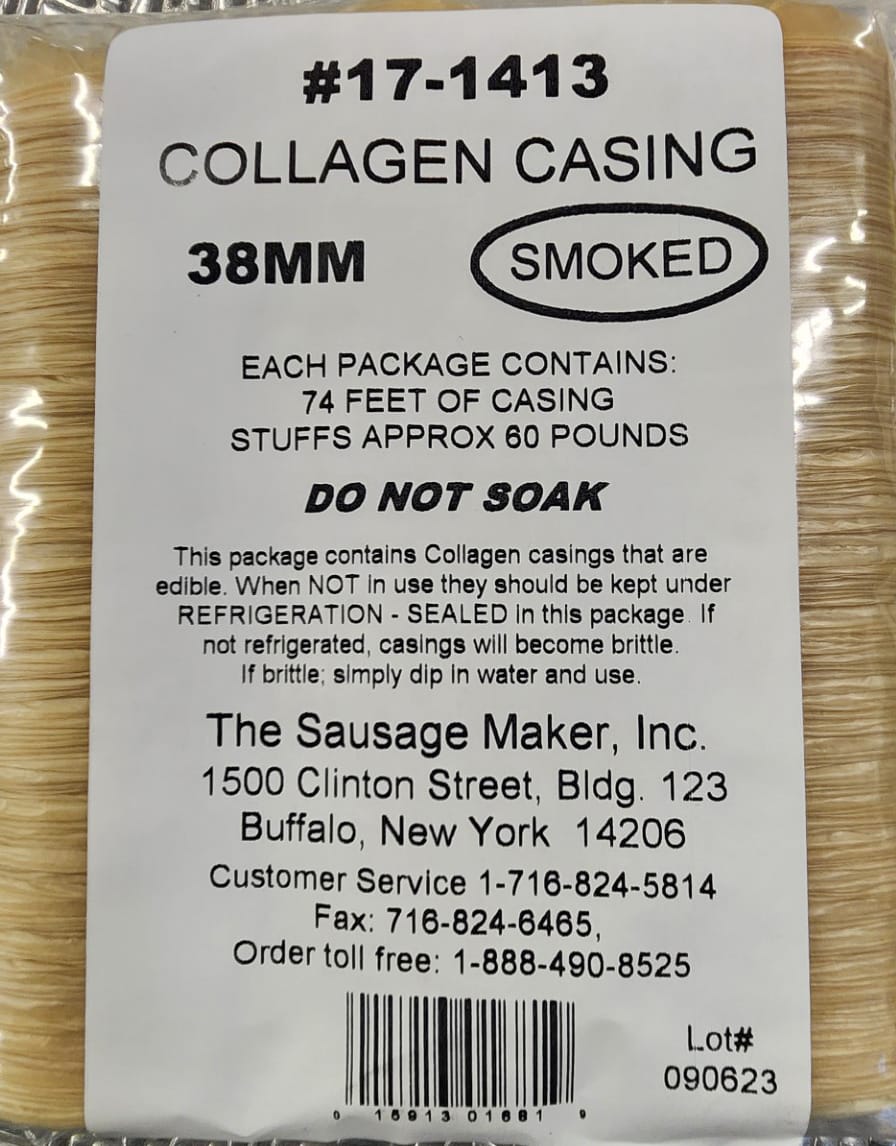 #17-1413
COLLAGEN CASING
38MM SMOKED
EACH PACKAGE CONTAINS:
74 FEET OF CASING
STUFFS APPROX 60 POUNDS
DO NOT SOAK
This package contains Collagen casings that are
edible. When NOT in use they should be kept under
REFRIGERATION - SEALED in this package. If
not refrigerated, casings will become brittle.
If brittle; simply dip in water and use.
The Sausage Maker, Inc.
1500 Clinton Street, Bldg. 123
Buffalo, New York 14206
Customer Service 1-716-824-5814
Fax: 716-824-6465,
Order toll free: 1-888-490-8525
Lot#
090623
0 15913 01681 9